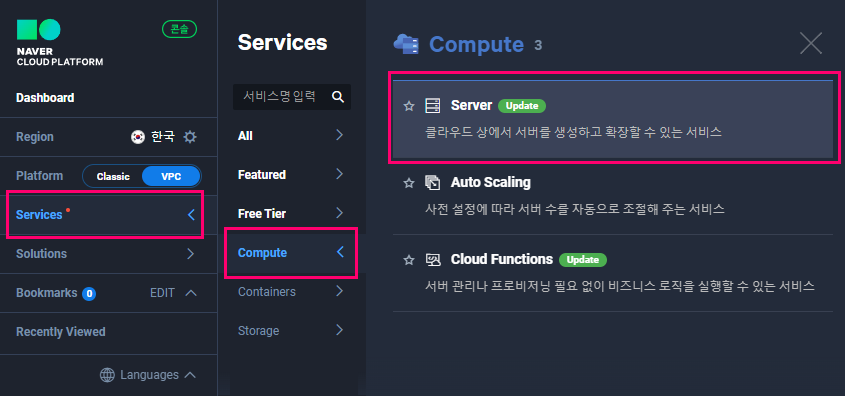 NAVER
CLOUD PLATFORM
콘솔
Dashboard
Region
한국
Platform
Classic
VPC
Services
Solutions
Bookmarks
0
EDIT
Recently Viewed
Languages
Services
서비스명 입력
All
Featured
Free Tier
Compute
Containers
Storage
Compute 3
Server Update
클라우드 상에서 서버를 생성하고 확장할 수 있는 서비스
Auto Scaling
사전 설정에 따라 서버 수를 자동으로 조절해 주는 서비스
Cloud Functions Update
서버 관리나 프로비저닝 필요 없이 비즈니스 로직을 실행할 수 있는 서비스